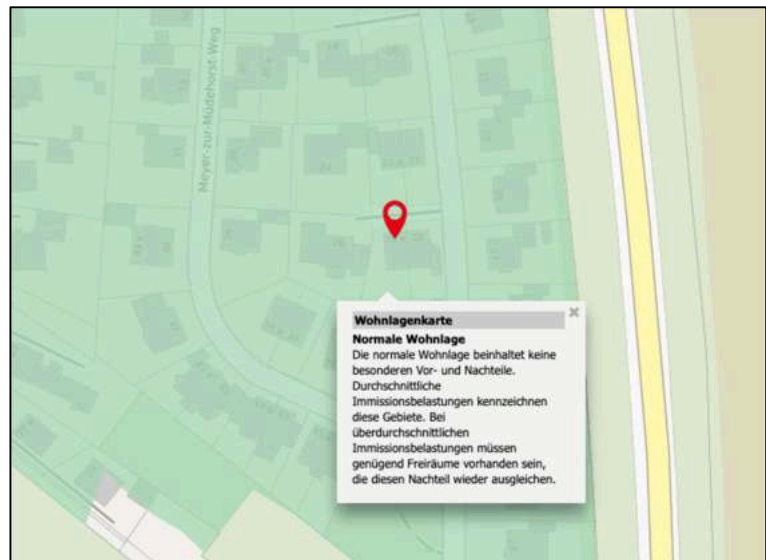 Meyer-zur-Müdehorst-Weg
Wohnlagenkarte
Normale Wohnlage
Die normale Wohnlage beinhaltet keine
besonderen Vor- und Nachteile.
Durchschnittliche
Immissionsbelastungen kennzeichnen
diese Gebiete. Bei
überdurchschnittlichen
Immissionsbelastungen müssen
genügend Freiräume vorhanden sein,
die diesen Nachteil wieder ausgleichen.